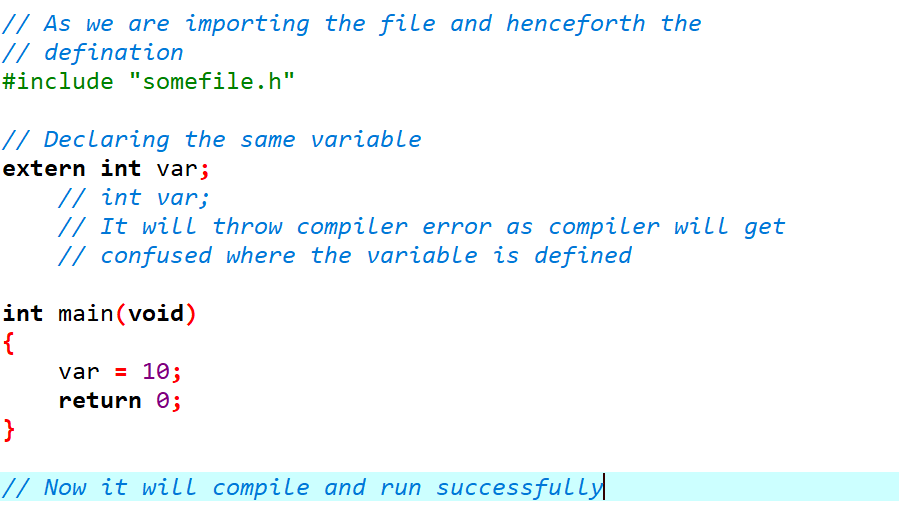 // As we are importing the file and henceforth the
// defination
#include "somefile.h"
// Declaring the same variable
extern int var;
// int var;
// It will throw compiler error as compiler will get
// confused where the variable is defined
int main(void)
{
var = 10;
return 0;
}
// Now it will compile and run successfully